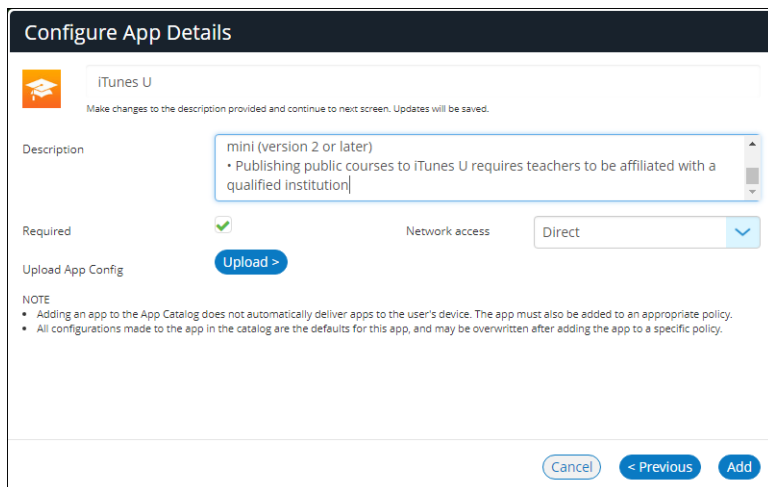 Configure App Details
iTunes U
Make changes to the description provided and continue to next screen. Updates will be saved.
Description
mini (version 2 or later)
• Publishing public courses to iTunes U requires teachers to be affiliated with a
qualified institution
Required
Network access
Direct
Upload App Config
Upload >
NOTE
• Adding an app to the App Catalog does not automatically deliver apps to the user's device. The app must also be added to an appropriate policy.
• All configurations made to the app in the catalog are the defaults for this app, and may be overwritten after adding the app to a specific policy.
Cancel
< Previous
Add